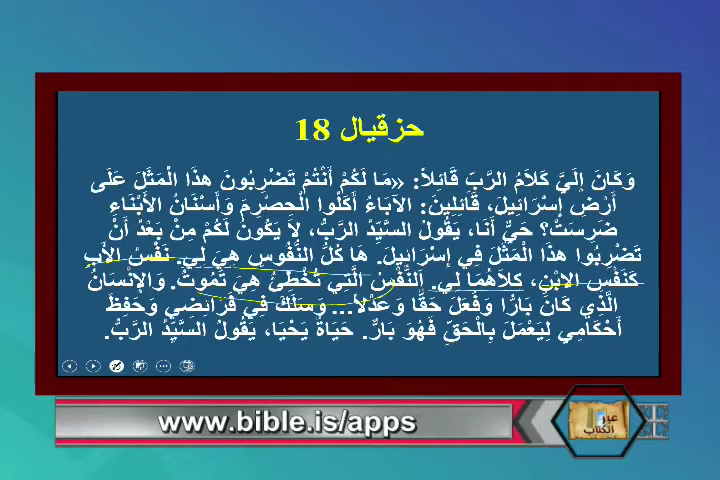 حزقيال 18
وَكَانَ إِلَيَّ كَلاَمُ الرَّبِّ قَائِلاً: «مَا لَكُمْ أَنْتُمْ تَضْرِبُونَ هذَا الْمَثَلَ عَلَى
أَرْضِ إِسْرَائِيلَ، قَائِلِينَ: الآبَاءُ أَكَلُوا الْحِصْرِمَ وَأَسْنَانُ الأَبْنَاءِ
ضَرِسَتْ؟ حَيٌّ أَنَا، يَقُولُ السَّيِّدُ الرَّبُّ، لاَ يَكُونُ لَكُمْ مِنْ بَعْدُ أَنْ
تَضْرِبُوا هذَا الْمَثَلَ فِي إِسْرَائِيلَ. هَا كُلُّ النُّفُوسِ هِيَ لِي. نَفْسُ الأَبِ
كَنَفْسِ الابْنِ، كِلاَهُمَا لِي. اَلنَّفْسُ الَّتِي تُخْطِئُ هِيَ تَمُوتُ. وَالإِنْسَانُ
الَّذِي كَانَ بَارًّا وَفَعَلَ حَقًّا وَعَدْلاً... وَسَلَكَ فِي فَرَائِضِي وَحَفِظَ
أَحْكَامِي لِيَعْمَلَ بِالْحَقِّ فَهُوَ بَارٌّ. حَيَاةً يَحْيَا، يَقُولُ السَّيِّدُ الرَّبُّ.
www.bible.is/apps
عبر الكتاب